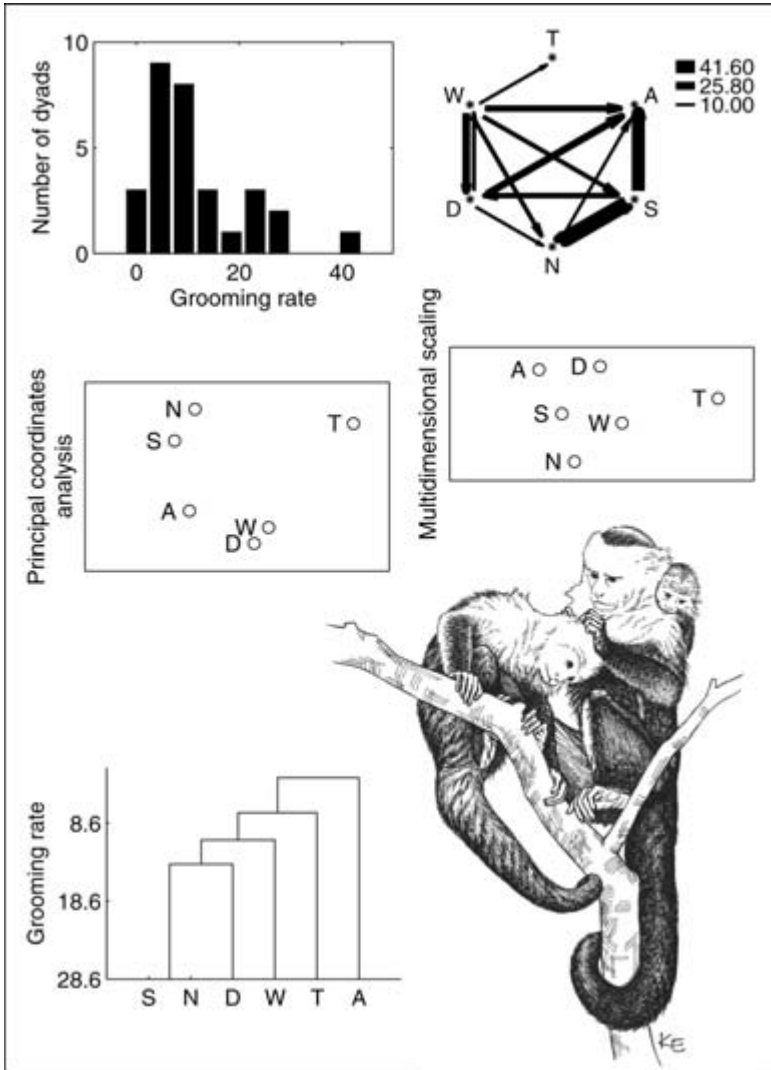 10
5
0
Number of dyads
0 20 40
Grooming rate
T
W A
D S
N
41.60
25.80
10.00
Principal coordinates
analysis
N
S
T
A
W
D
Multidimensional scaling
A D
T
S
W
N
Grooming rate
8.6
18.6
28.6
S N D W T A
KE